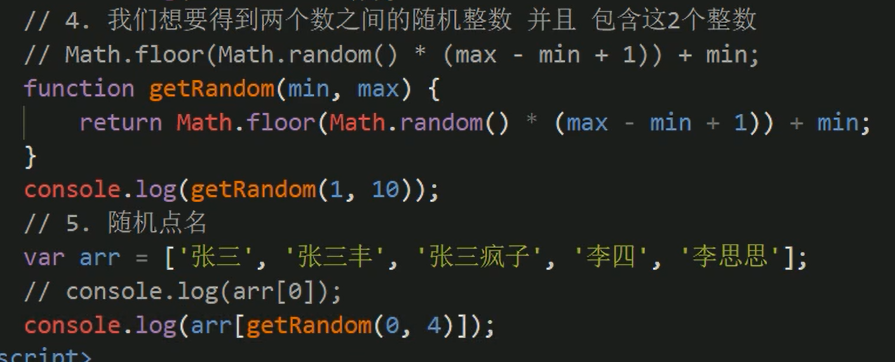 // 4. 我们想要得到两个数之间的随机整数 并且 包含这2个整数
// Math.floor(Math.random() * (max - min + 1)) + min;
function getRandom(min, max) {
    return Math.floor(Math.random() * (max - min + 1)) + min;
}
console.log(getRandom(1, 10));
// 5. 随机点名
var arr = ['张三', '张三丰', '张三疯子', '李四', '李思思'];
// console.log(arr[0]);
console.log(arr[getRandom(0, 4)]);
script>